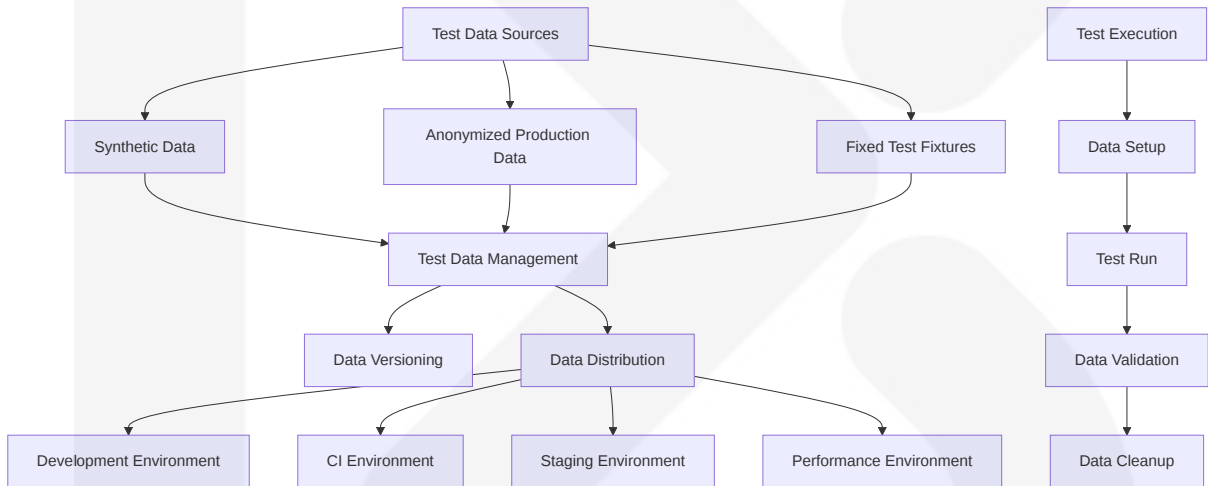 Test Data Sources
Test Execution
Synthetic Data
Anonymized Production
Data
Fixed Test Fixtures
Data Setup
Test Data Management
Test Run
Data Versioning
Data Distribution
Data Validation
Development Environment
CI Environment
Staging Environment
Performance Environment
Data Cleanup